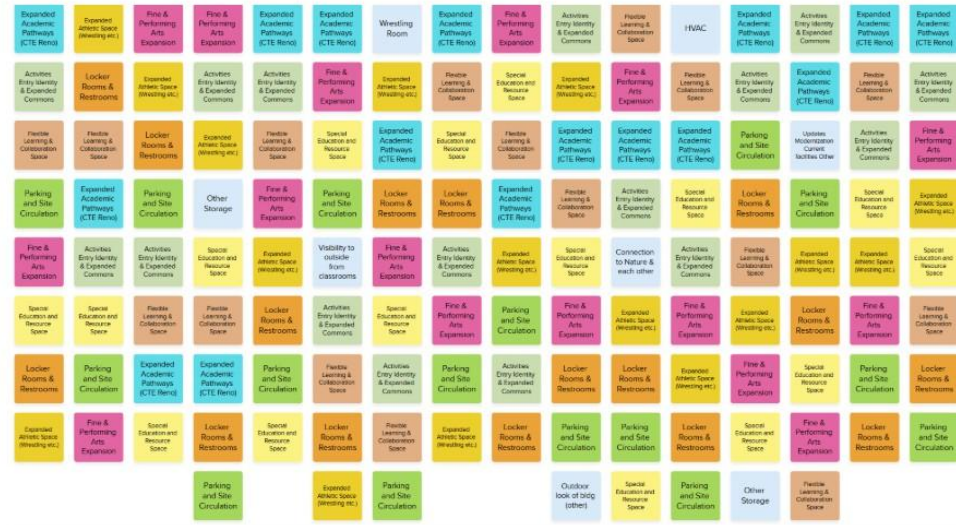 Expanded Academic Pathways (CTE Reno)
Expanded Athletic Space (Wrestling etc.)
Fine & Performing Arts Expansion
Fine & Performing Arts Expansion
Expanded Academic Pathways (CTE Reno)
Expanded Academic Pathways (CTE Reno)
Wrestling Room
Expanded Academic Pathways (CTE Reno)
Fine & Performing Arts Expansion
Activities Entry Identity & Expanded Commons
Flexible Learning & Collaboration Space
HVAC
Expanded Academic Pathways (CTE Reno)
Activities Entry Identity & Expanded Commons
Expanded Academic Pathways (CTE Reno)
Expanded Academic Pathways (CTE Reno)
Activities Entry Identity & Expanded Commons
Locker Rooms & Restrooms
Expanded Athletic Space (Wrestling etc.)
Activities Entry Identity & Expanded Commons
Activities Entry Identity & Expanded Commons
Fine & Performing Arts Expansion
Expanded Athletic Space (Wrestling etc.)
Flexible Learning & Collaboration Space
Special Education and Resource Space
Expanded Athletic Space (Wrestling etc.)
Fine & Performing Arts Expansion
Flexible Learning & Collaboration Space
Activities Entry Identity & Expanded Commons
Expanded Academic Pathways (CTE Reno)
Flexible Learning & Collaboration Space
Activities Entry Identity & Expanded Commons
Flexible Learning & Collaboration Space
Flexible Learning & Collaboration Space
Locker Rooms & Restrooms
Expanded Athletic Space (Wrestling etc.)
Flexible Learning & Collaboration Space
Special Education and Resource Space
Expanded Academic Pathways (CTE Reno)
Special Education and Resource Space
Flexible Learning & Collaboration Space
Expanded Academic Pathways (CTE Reno)
Expanded Academic Pathways (CTE Reno)
Expanded Academic Pathways (CTE Reno)
Parking and Site Circulation
Updates Modernization Current facilities Other
Activities Entry Identity & Expanded Commons
Fine & Performing Arts Expansion
Parking and Site Circulation
Expanded Academic Pathways (CTE Reno)
Parking and Site Circulation
Other Storage
Fine & Performing Arts Expansion
Parking and Site Circulation
Locker Rooms & Restrooms
Locker Rooms & Restrooms
Expanded Academic Pathways (CTE Reno)
Flexible Learning & Collaboration Space
Activities Entry Identity & Expanded Commons
Special Education and Resource Space
Locker Rooms & Restrooms
Parking and Site Circulation
Special Education and Resource Space
Expanded Athletic Space (Wrestling etc.)
Fine & Performing Arts Expansion
Activities Entry Identity & Expanded Commons
Activities Entry Identity & Expanded Commons
Special Education and Resource Space
Expanded Athletic Space (Wrestling etc.)
Visibility to outside from classrooms
Fine & Performing Arts Expansion
Activities Entry Identity & Expanded Commons
Expanded Athletic Space (Wrestling etc.)
Special Education and Resource Space
Connection to Nature & each other
Activities Entry Identity & Expanded Commons
Flexible Learning & Collaboration Space
Expanded Athletic Space (Wrestling etc.)
Expanded Athletic Space (Wrestling etc.)
Special Education and Resource Space
Special Education and Resource Space
Special Education and Resource Space
Flexible Learning & Collaboration Space
Flexible Learning & Collaboration Space
Locker Rooms & Restrooms
Activities Entry Identity & Expanded Commons
Special Education and Resource Space
Fine & Performing Arts Expansion
Parking and Site Circulation
Fine & Performing Arts Expansion
Expanded Athletic Space (Wrestling etc.)
Fine & Performing Arts Expansion
Expanded Athletic Space (Wrestling etc.)
Locker Rooms & Restrooms
Parking and Site Circulation
Flexible Learning & Collaboration Space
Locker Rooms & Restrooms
Parking and Site Circulation
Expanded Academic Pathways (CTE Reno)
Expanded Academic Pathways (CTE Reno)
Parking and Site Circulation
Flexible Learning & Collaboration Space
Activities Entry Identity & Expanded Commons
Parking and Site Circulation
Activities Entry Identity & Expanded Commons
Locker Rooms & Restrooms
Locker Rooms & Restrooms
Expanded Athletic Space (Wrestling etc.)
Fine & Performing Arts Expansion
Special Education and Resource Space
Parking and Site Circulation
Locker Rooms & Restrooms
Expanded Athletic Space (Wrestling etc.)
Fine & Performing Arts Expansion
Special Education and Resource Space
Locker Rooms & Restrooms
Special Education and Resource Space
Locker Rooms & Restrooms
Flexible Learning & Collaboration Space
Expanded Athletic Space (Wrestling etc.)
Locker Rooms & Restrooms
Parking and Site Circulation
Parking and Site Circulation
Locker Rooms & Restrooms
Special Education and Resource Space
Fine & Performing Arts Expansion
Locker Rooms & Restrooms
Parking and Site Circulation
Parking and Site Circulation
Expanded Athletic Space (Wrestling etc.)
Parking and Site Circulation
Outdoor look of bldg (other)
Special Education and Resource Space
Parking and Site Circulation
Other Storage
Flexible Learning & Collaboration Space